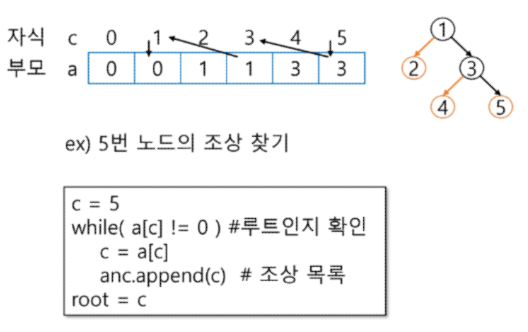 자식 c 0 1 2 3 4 5
부모 a 0 0 1 1 3 3
1
2 3
4 5
ex) 5번 노드의 조상 찾기
c = 5
while( a[c] != 0 ) #루트인지 확인
c = a[c]
anc.append(c) # 조상 목록
root = c